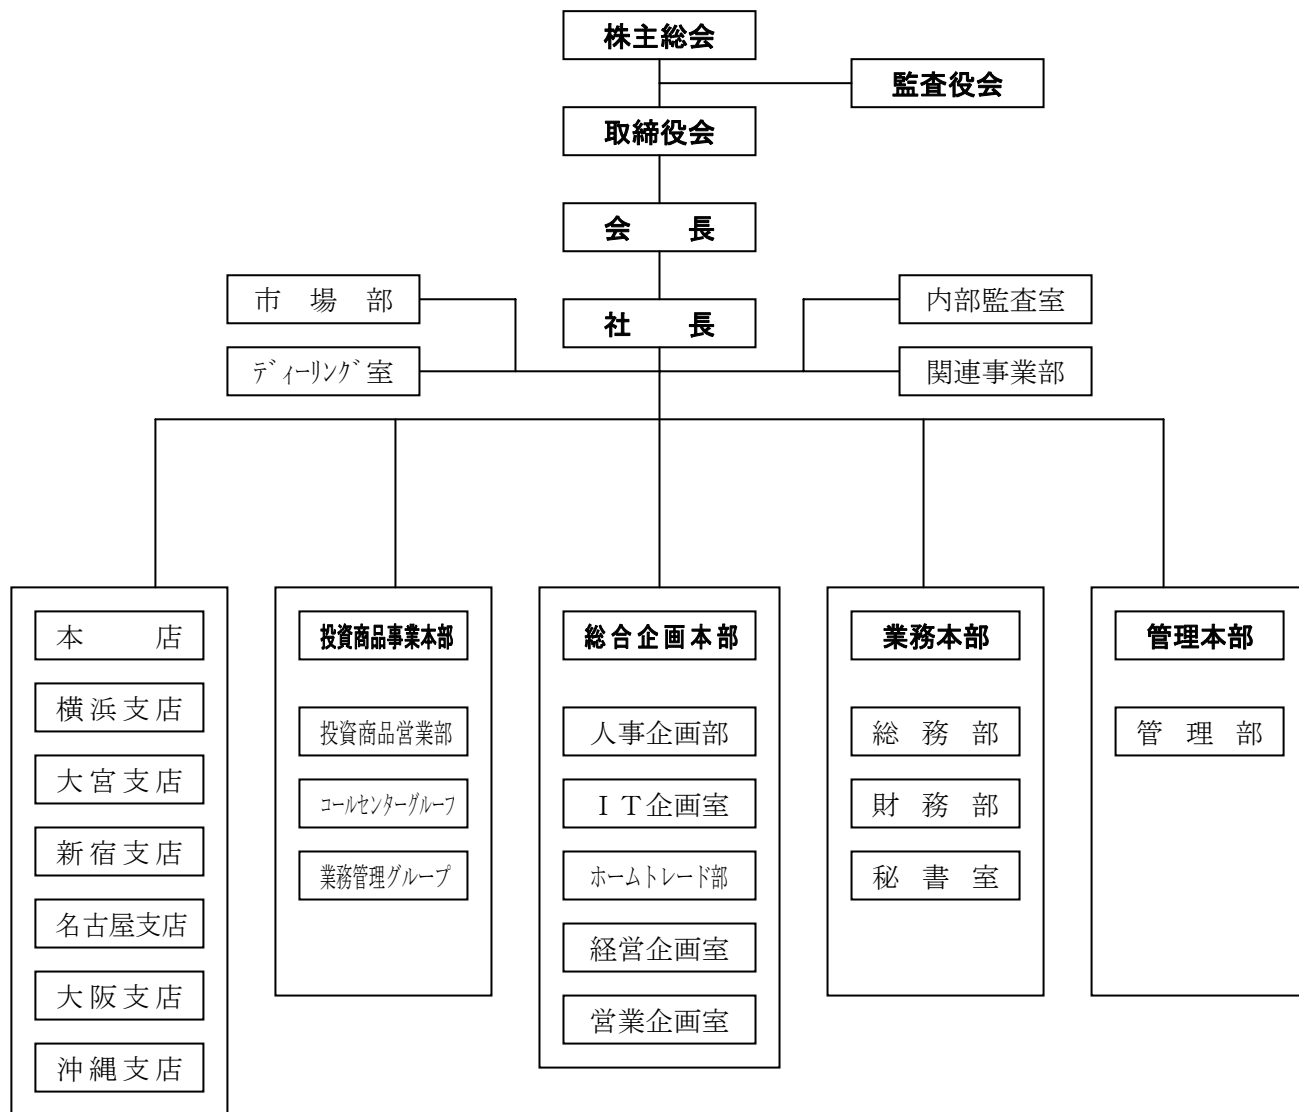 株主総会
監査役会
取締役会
会　　長
市　場　部
内部監査室
社　　長
ディーリング室
関連事業部
本　　店
横浜支店
大宮支店
新宿支店
名古屋支店
大阪支店
沖縄支店
投資商品事業本部
投資商品営業部
コールセンターグルーフ
業務管理グループ
総合企画本部
人事企画部
ＩＴ企画室
ホームトレード部
経営企画室
営業企画室
業務本部
総　務　部
財　務　部
秘　書　室
管理本部
管　理　部